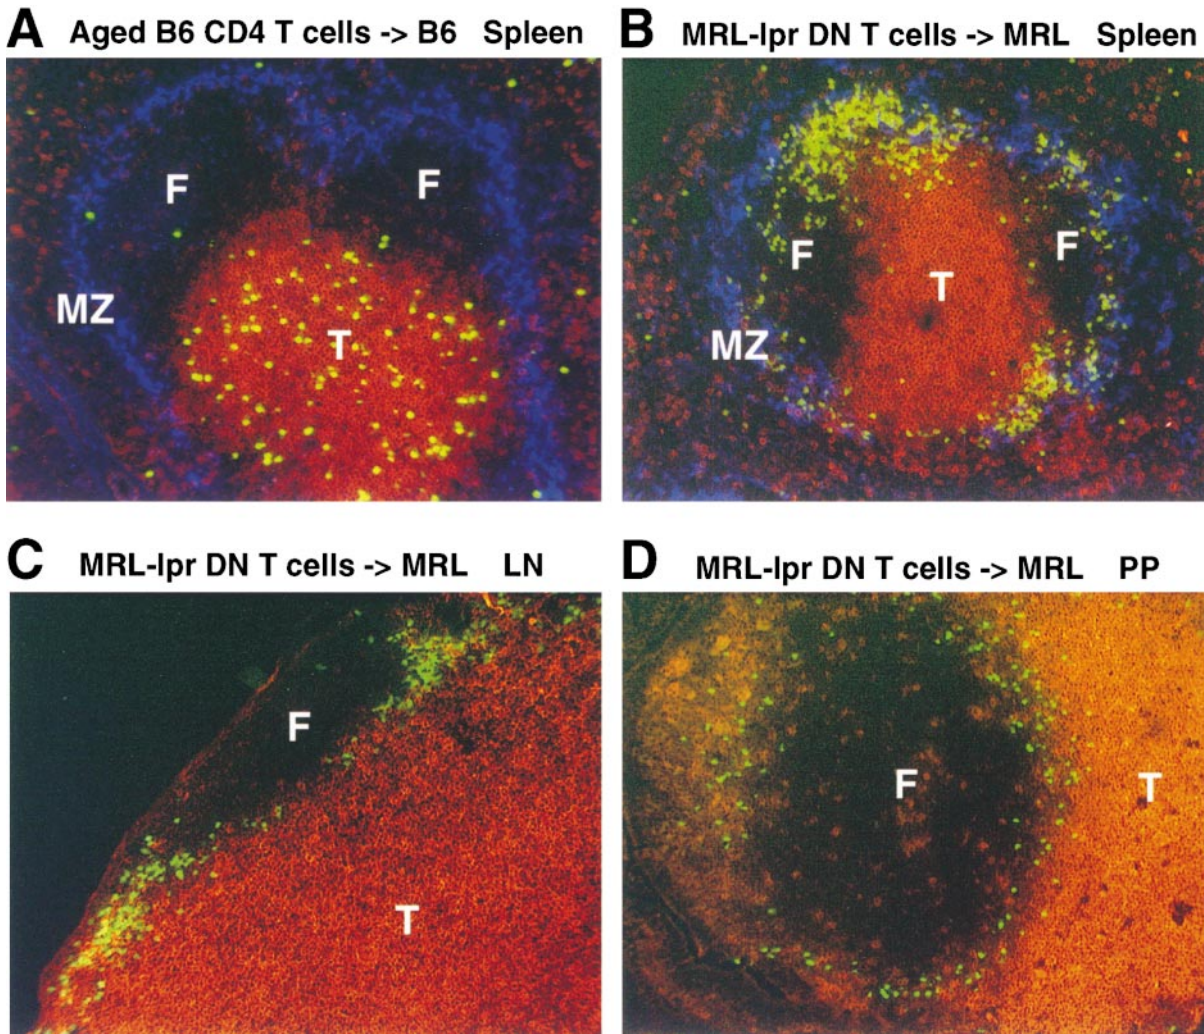 A Aged B6 CD4 T cells -> B6 Spleen
F
F
MZ
T
B MRL-lpr DN T cells -> MRL Spleen
F
F
T
MZ
C MRL-lpr DN T cells -> MRL LN
F
T
D MRL-lpr DN T cells -> MRL PP
F
T